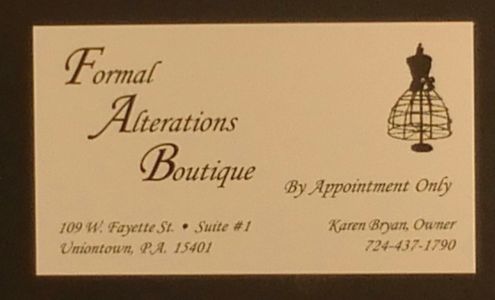 Formal
Alterations
Boutique
By Appointment Only
109 W. Fayette St. • Suite #1
Uniontown, P.A. 15401
Karen Bryan, Owner
724-437-1790